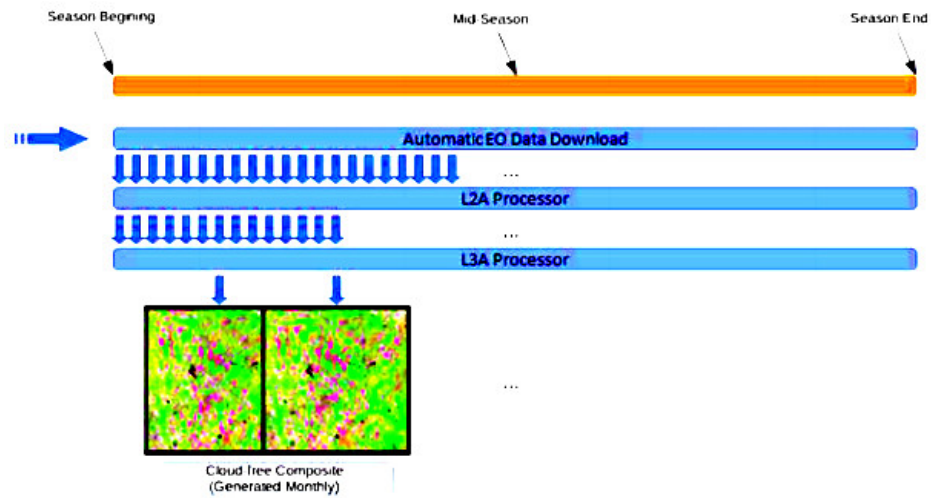 Season Begining
Mid-Season
Season End
Automatic EO Data Download
...
L2A Processor
...
L3A Processor
...
Cloud Free Composite
(Generated Monthly)